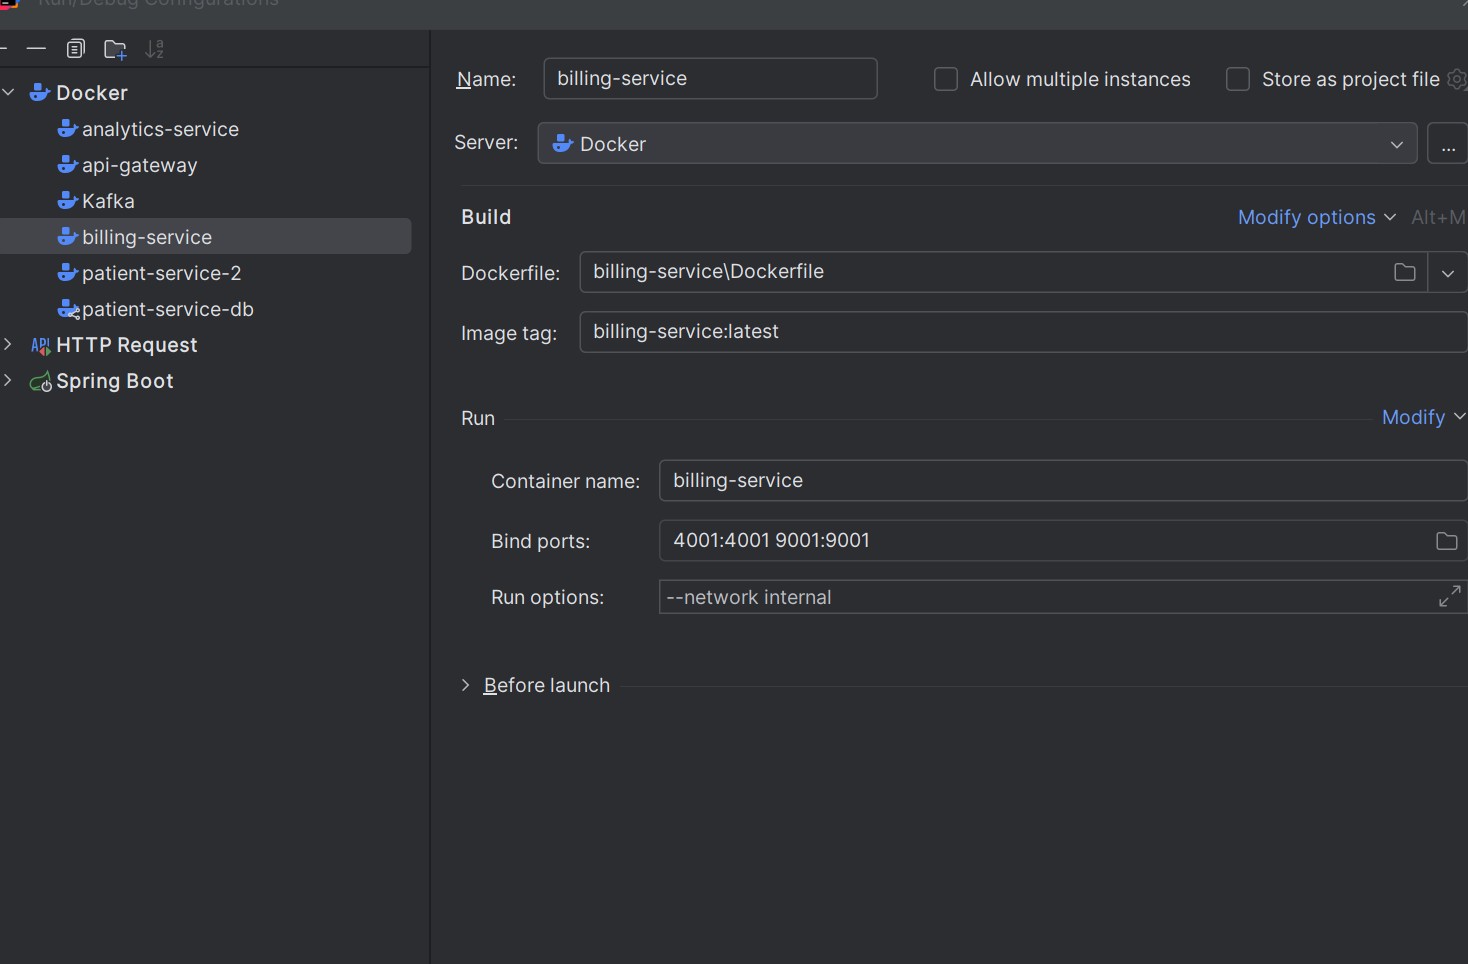 Run/Debug Configurations
Docker
analytics-service
api-gateway
Kafka
billing-service
patient-service-2
patient-service-db
HTTP Request
Spring Boot
Name: billing-service Allow multiple instances Store as project file
Server: Docker ...
Build Modify options Alt+M
Dockerfile: billing-service\Dockerfile
Image tag: billing-service:latest
Run Modify
Container name: billing-service
Bind ports: 4001:4001 9001:9001
Run options: --network internal
Before launch